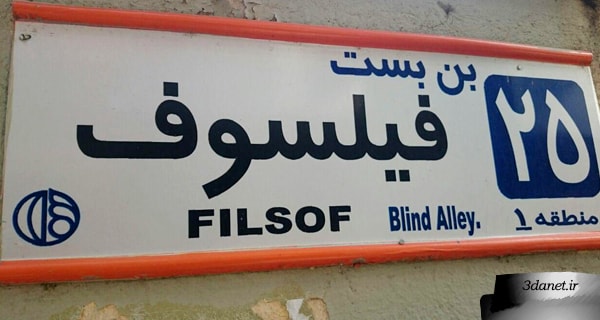 بن بست
فیلسوف
۲۵
FILSOF Blind Alley.
منطقه ۱
3danet.ir